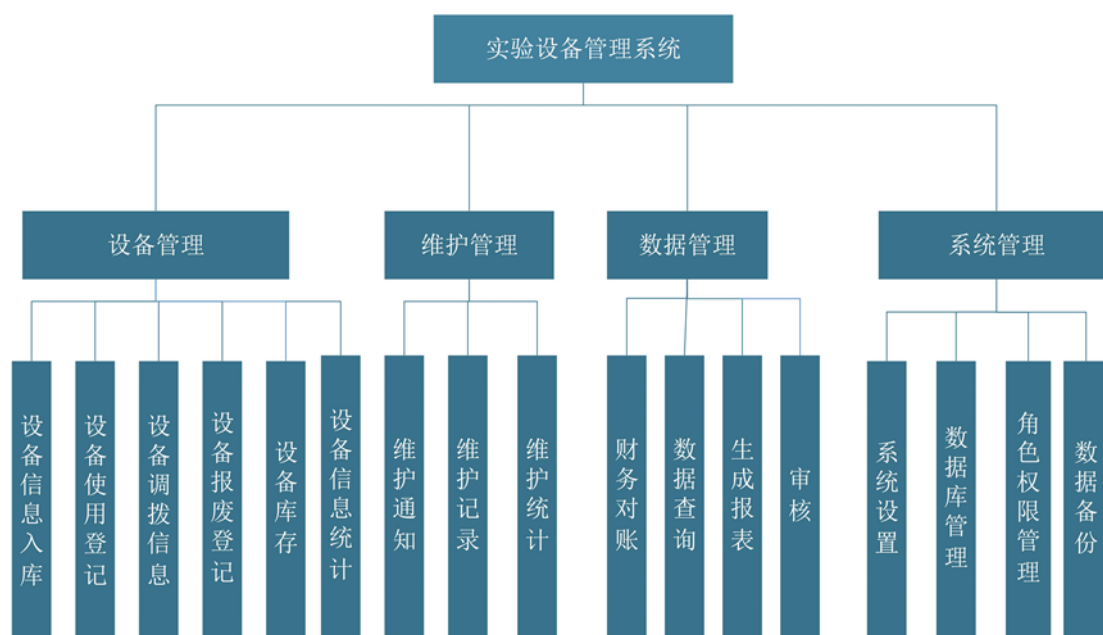 实验设备管理系统
设备管理
维护管理
数据管理
系统管理
设备信息入库
设备使用登记
设备调拨信息
设备报废登记
设备库存
设备信息统计
维护通知
维护记录
维护统计
财务对账
数据查询
生成报表
审核
系统设置
数据库管理
角色权限管理
数据备份